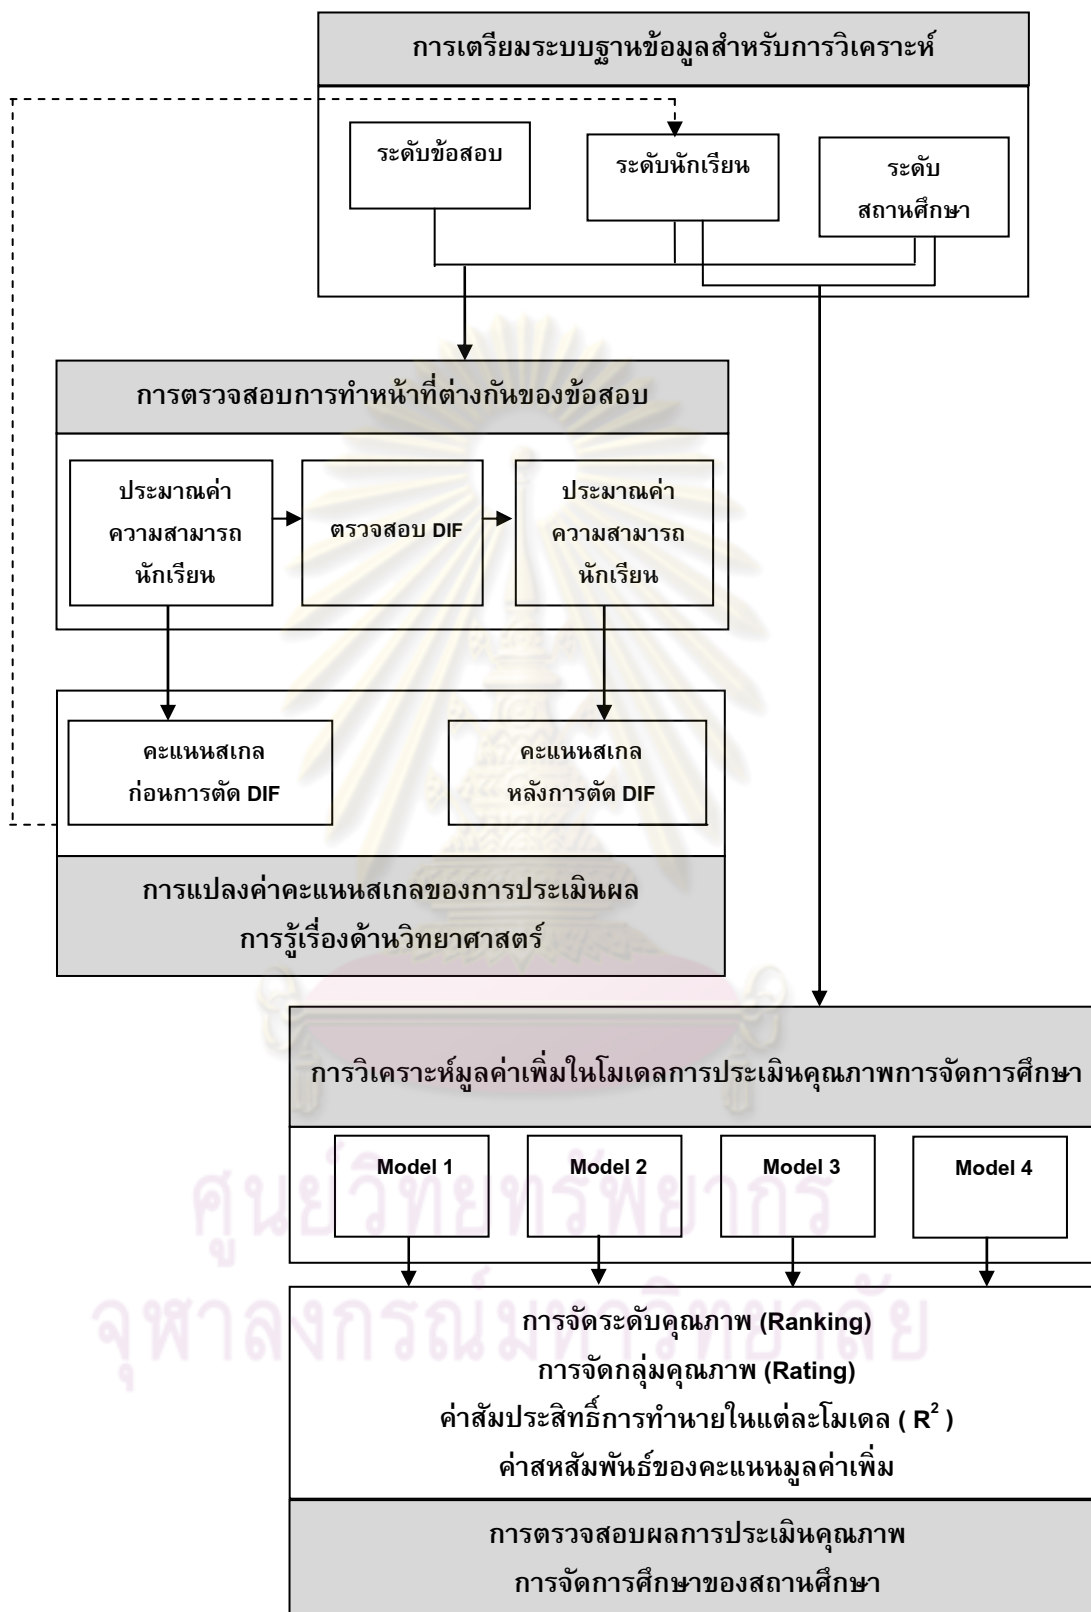 การเตรียมระบบฐานข้อมูลสำหรับการวิเคราะห์
ระดับข้อสอบ
ระดับนักเรียน
ระดับ
สถานศึกษา
การตรวจสอบการทำหน้าที่ต่างกันของข้อสอบ
ประมาณค่า
ความสามารถ
นักเรียน
ตรวจสอบ DIF
ประมาณค่า
ความสามารถ
นักเรียน
คะแนนสเกล
ก่อนการตัด DIF
คะแนนสเกล
หลังการตัด DIF
การแปลงค่าคะแนนสเกลของการประเมินผล
การรู้เรื่องด้านวิทยาศาสตร์
การวิเคราะห์มูลค่าเพิ่มในโมเดลการประเมินคุณภาพการจัดการศึกษา
Model 1
Model 2
Model 3
Model 4
ศูนย์วิทยทรัพยากร
จุฬาลงกรณ์มหาวิทยาลัย
การจัดระดับคุณภาพ (Ranking)
การจัดกลุ่มคุณภาพ (Rating)
ค่าสัมประสิทธิ์การทำนายในแต่ละโมเดล ( R² )
ค่าสหสัมพันธ์ของคะแนนมูลค่าเพิ่ม
การตรวจสอบผลการประเมินคุณภาพ
การจัดการศึกษาของสถานศึกษา